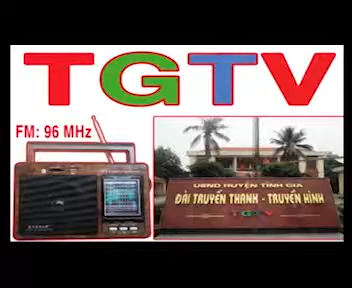 TGTV
FM: 96 MHz
UBND HUYỆN TĨNH GIA
ĐÀI TRUYỀN THANH - TRUYỀN HÌNH
TGTV